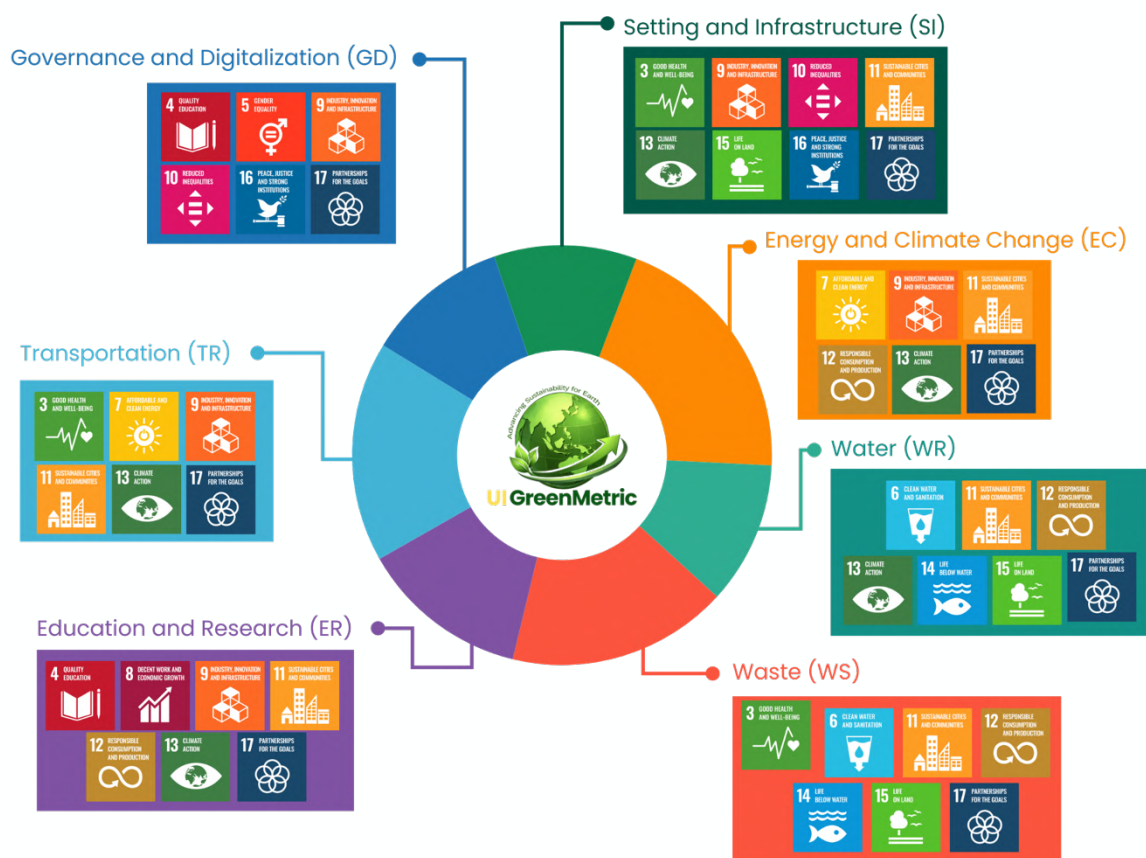 Setting and Infrastructure (SI)
3 GOOD HEALTH
AND WELL-BEING
9 INDUSTRY, INNOVATION
AND INFRASTRUCTURE
10 REDUCED
INEQUALITIES
11 SUSTAINABLE CITIES
AND COMMUNITIES
13 CLIMATE
ACTION
15 LIFE
ON LAND
16 PEACE, JUSTICE
AND STRONG
INSTITUTIONS
17 PARTNERSHIPS
FOR THE GOALS
Governance and Digitalization (GD)
4 QUALITY
EDUCATION
5 GENDER
EQUALITY
9 INDUSTRY, INNOVATION
AND INFRASTRUCTURE
10 REDUCED
INEQUALITIES
16 PEACE, JUSTICE
AND STRONG
INSTITUTIONS
17 PARTNERSHIPS
FOR THE GOALS
Energy and Climate Change (EC)
7 AFFORDABLE AND
CLEAN ENERGY
9 INDUSTRY, INNOVATION
AND INFRASTRUCTURE
11 SUSTAINABLE CITIES
AND COMMUNITIES
12 RESPONSIBLE
CONSUMPTION
AND PRODUCTION
13 CLIMATE
ACTION
17 PARTNERSHIPS
FOR THE GOALS
Transportation (TR)
3 GOOD HEALTH
AND WELL-BEING
7 AFFORDABLE AND
CLEAN ENERGY
9 INDUSTRY, INNOVATION
AND INFRASTRUCTURE
11 SUSTAINABLE CITIES
AND COMMUNITIES
13 CLIMATE
ACTION
17 PARTNERSHIPS
FOR THE GOALS
Advancing Sustainability for Earth
UI GreenMetric
Water (WR)
6 CLEAN WATER
AND SANITATION
11 SUSTAINABLE CITIES
AND COMMUNITIES
12 RESPONSIBLE
CONSUMPTION
AND PRODUCTION
13 CLIMATE
ACTION
14 LIFE
BELOW WATER
15 LIFE
ON LAND
17 PARTNERSHIPS
FOR THE GOALS
Education and Research (ER)
4 QUALITY
EDUCATION
8 DECENT WORK AND
ECONOMIC GROWTH
9 INDUSTRY, INNOVATION
AND INFRASTRUCTURE
11 SUSTAINABLE CITIES
AND COMMUNITIES
12 RESPONSIBLE
CONSUMPTION
AND PRODUCTION
13 CLIMATE
ACTION
17 PARTNERSHIPS
FOR THE GOALS
Waste (WS)
3 GOOD HEALTH
AND WELL-BEING
6 CLEAN WATER
AND SANITATION
11 SUSTAINABLE CITIES
AND COMMUNITIES
12 RESPONSIBLE
CONSUMPTION
AND PRODUCTION
14 LIFE
BELOW WATER
15 LIFE
ON LAND
17 PARTNERSHIPS
FOR THE GOALS